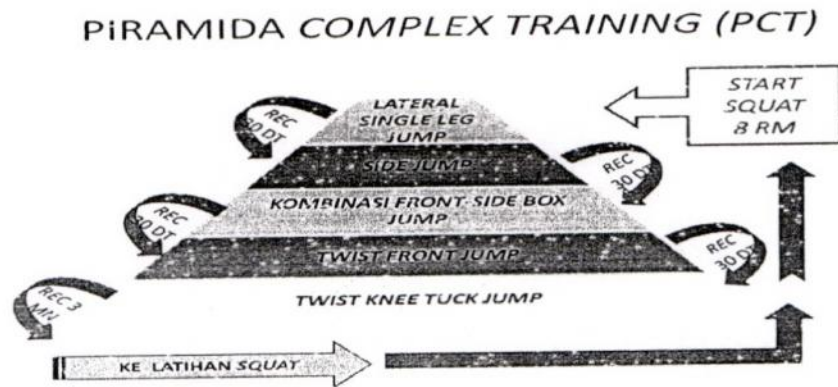 PiRAMIDA COMPLEX TRAINING (PCT)
START
SQUAT
8 RM
LATERAL
SINGLE LEG
JUMP
REC
30 DT
SIDE JUMP
REC
30 DT
KOMBINASI FRONT-SIDE BOX
JUMP
REC
30 DT
TWIST FRONT JUMP
REC
30 DT
TWIST KNEE TUCK JUMP
REC 3
MN
KE LATIHAN SQUAT